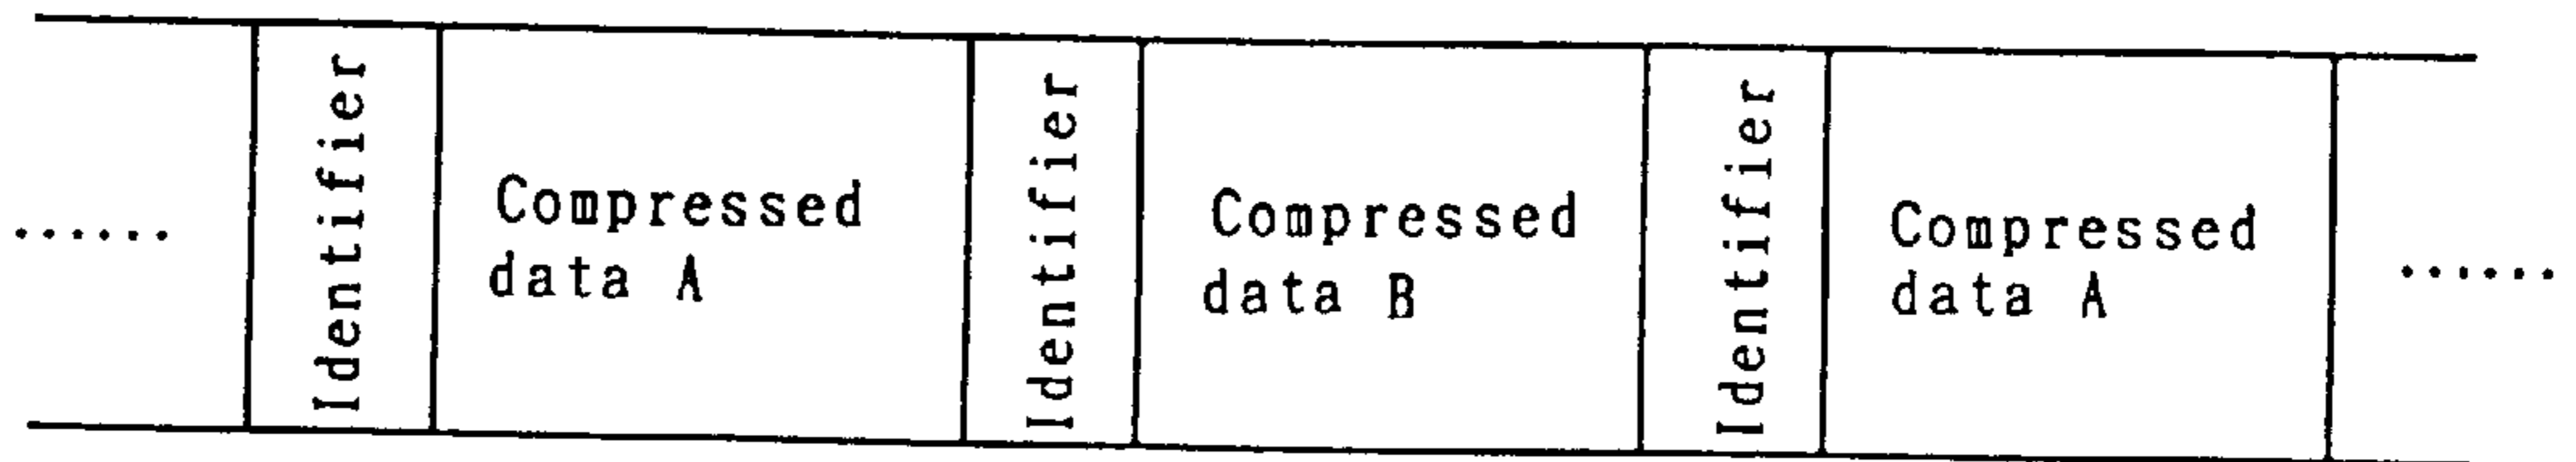 ......
Identifier
Compressed
data A
Identifier
Compressed
data B
Identifier
Compressed
data A
......